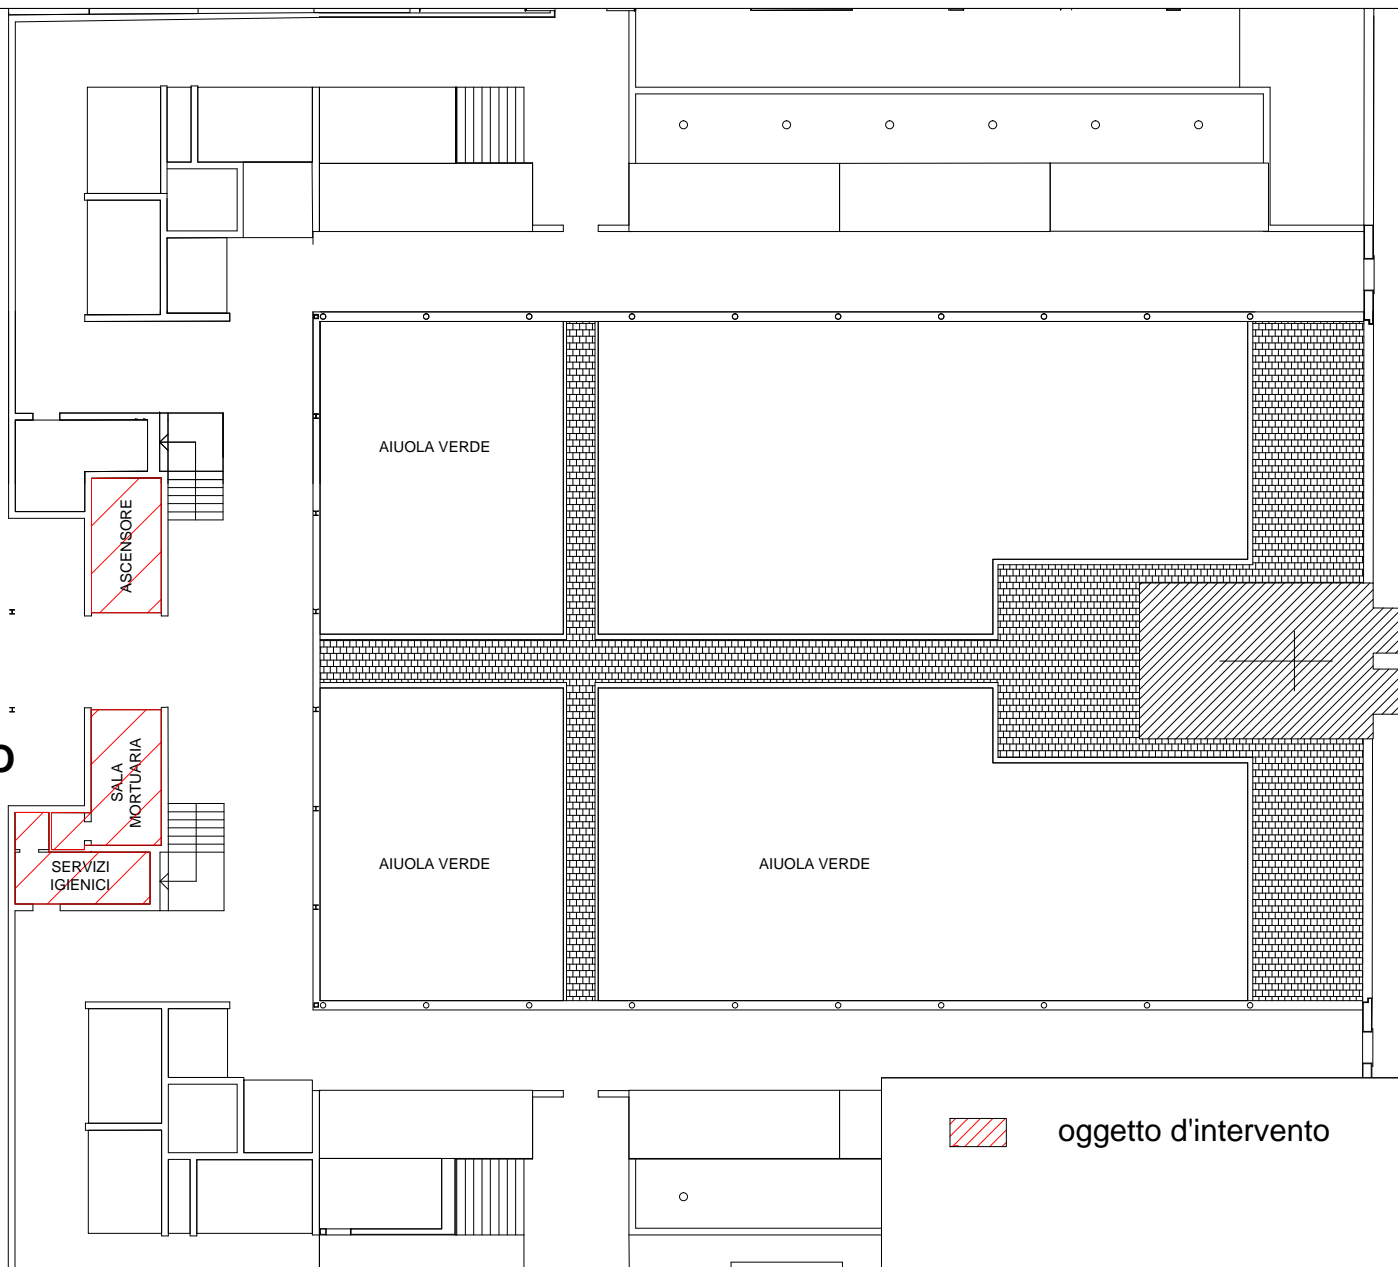 AIUOLA VERDE
ASCENSORE
SALA
MORTUARIA
O
SERVIZI
IGIENICI
AIUOLA VERDE
AIUOLA VERDE
oggetto d'intervento